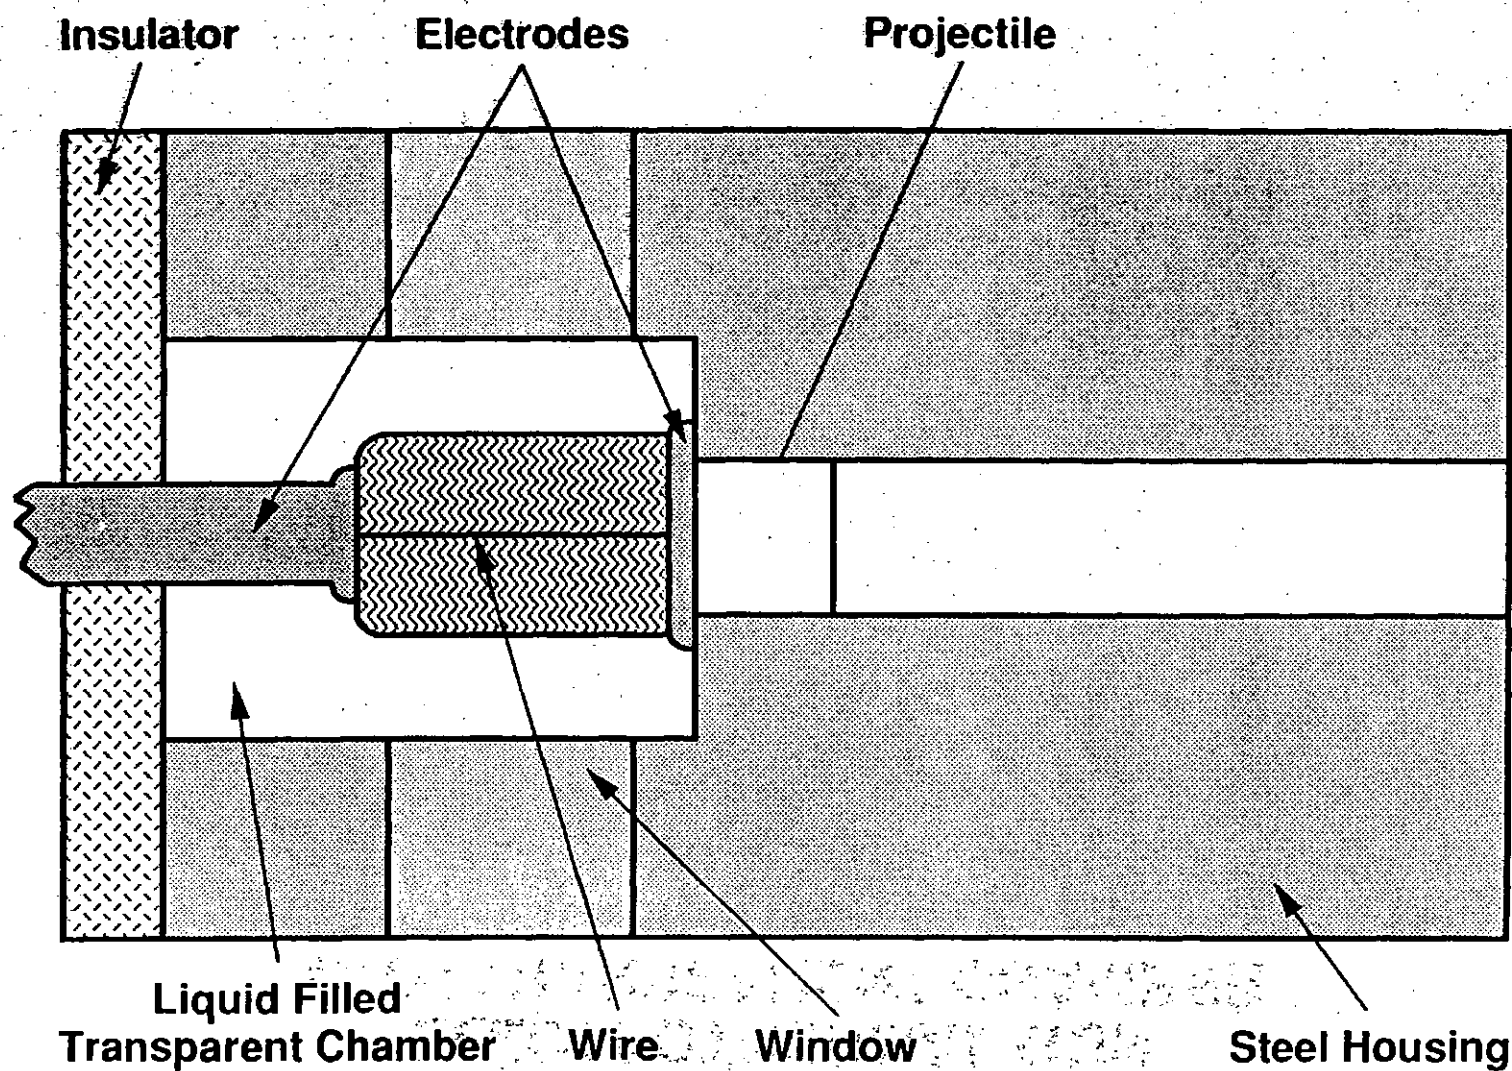 Insulator
Electrodes
Projectile
Liquid Filled
Transparent Chamber
Wire
Window
Steel Housing